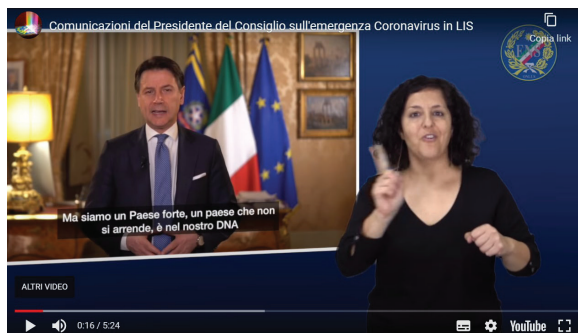 Comunicazioni del Presidente del Consiglio sull'emergenza Coronavirus in LIS
Copia link
ENS
Ma siamo un Paese forte, un paese che non
si arrende, è nel nostro DNA
ALTRI VIDEO
0:16 / 5:24
YouTube